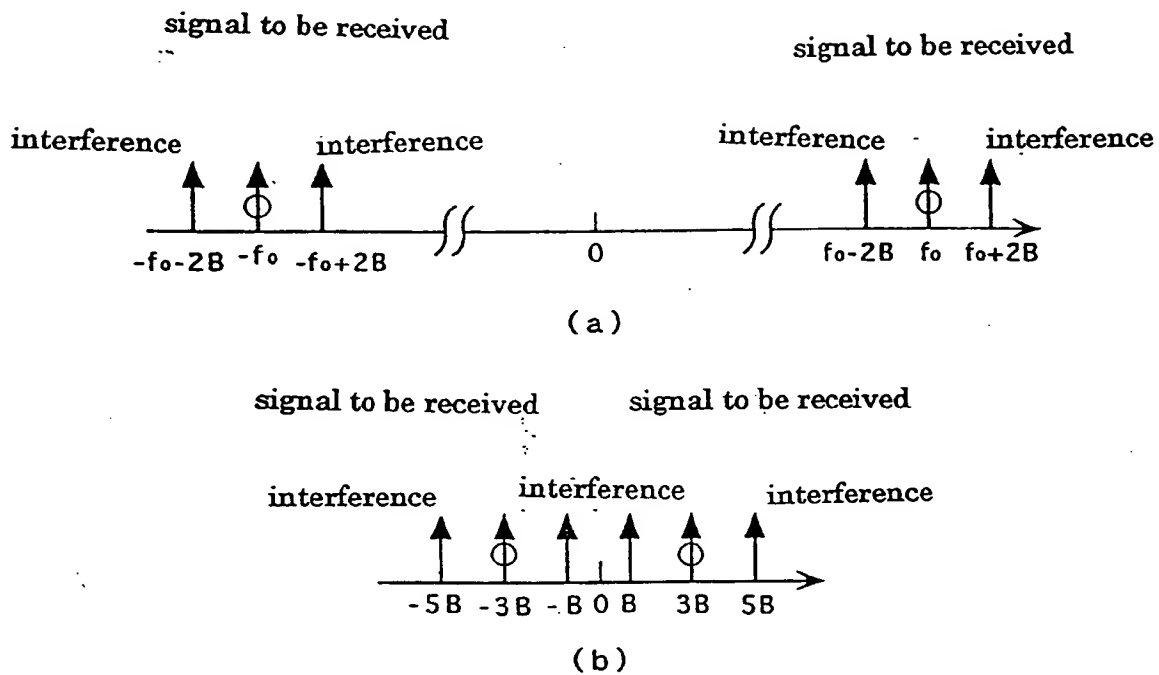 signal to be received
signal to be received
interference
interference
interference
interference
-fo-2B -fo -fo+2B
0
fo-2B fo fo+2B
(a)
signal to be received
signal to be received
interference
interference
interference
-5B -3B -B 0 B 3B 5B
(b)